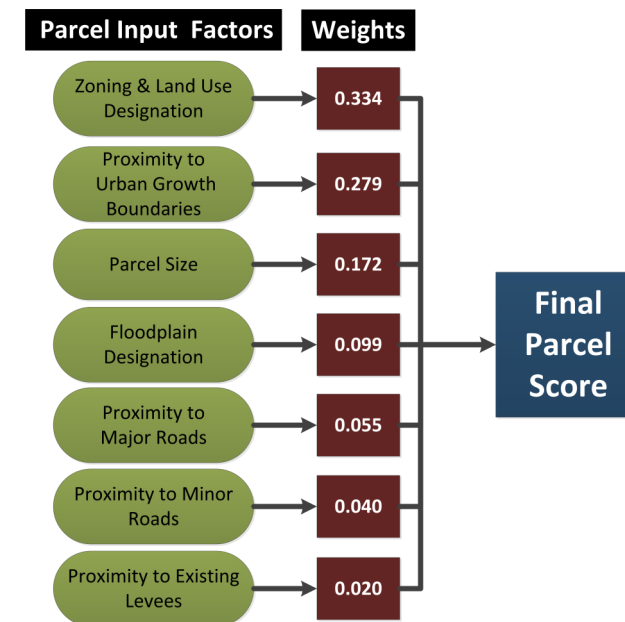 Parcel Input Factors
Weights
Zoning & Land Use
Designation
0.334
Proximity to
Urban Growth
Boundaries
0.279
Parcel Size
0.172
Floodplain
Designation
0.099
Proximity to
Major Roads
0.055
Proximity to Minor
Roads
0.040
Proximity to Existing
Levees
0.020
Final
Parcel
Score